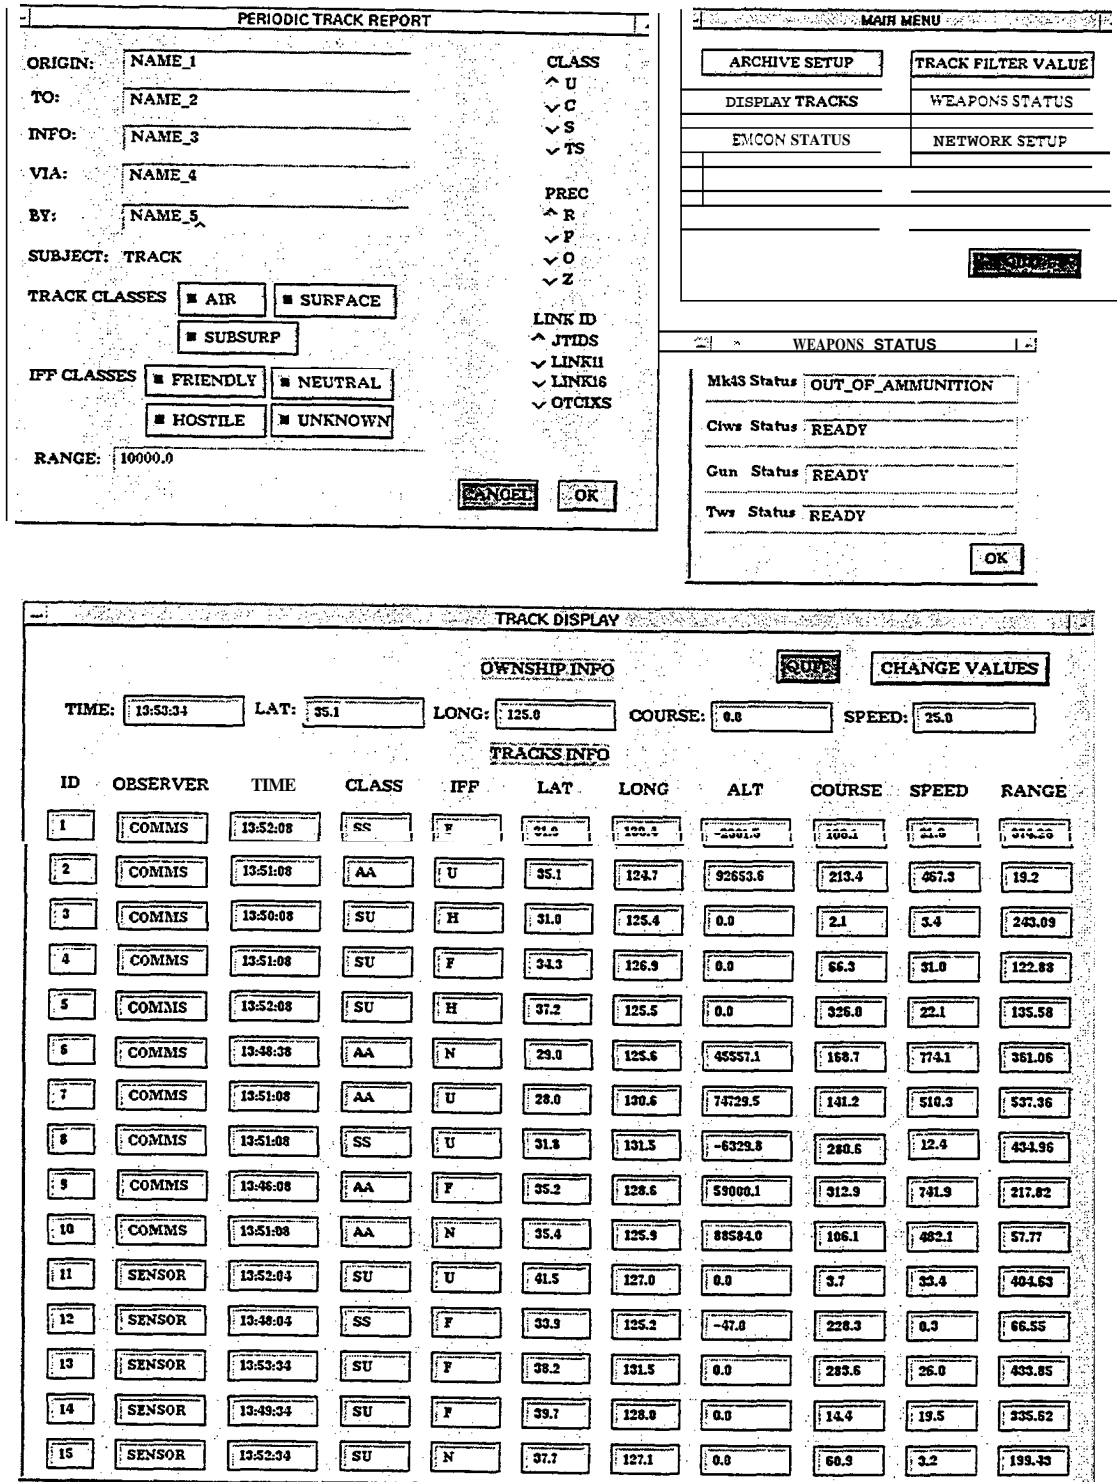 PERIODIC TRACK REPORT
ORIGIN: NAME_1
TO: NAME_2
INFO: NAME_3
VIA: NAME_4
BY: NAME_5
SUBJECT: TRACK
TRACK CLASSES AIR SURFACE
SUBSURP
IFF CLASSES FRIENDLY NEUTRAL
HOSTILE UNKNOWN
RANGE: 10000.0
CLASS
U
C
S
TS
PREC
R
P
O
Z
LINK ID
JTIDS
LINK11
LINK16
OTCIXS
CANCEL OK
MAIN MENU
ARCHIVE SETUP TRACK FILTER VALUE
DISPLAY TRACKS WEAPONS STATUS
EMCON STATUS NETWORK SETUP
WEAPONS STATUS
Mk48 Status OUT_OF_AMMUNITION
Ciws Status READY
Gun Status READY
Tws Status READY
OK
TRACK DISPLAY
OWNSHIP INFO QUIT CHANGE VALUES
TIME: 13:53:34 LAT: 35.1 LONG: 125.0 COURSE: 0.0 SPEED: 25.0
TRACKS INFO
ID OBSERVER TIME CLASS IFF LAT LONG ALT COURSE SPEED RANGE
1 COMMS 13:52:08 SS F
2 COMMS 13:51:08 AA U 35.1 124.7 92653.6 213.4 467.3 19.2
3 COMMS 13:50:08 SU H 31.0 125.4 0.0 2.1 3.4 243.09
4 COMMS 13:51:08 SU F 34.3 126.9 0.0 66.3 31.0 122.88
5 COMMS 13:52:08 SU H 37.2 125.5 0.0 326.0 22.1 135.58
6 COMMS 13:48:38 AA N 29.0 125.6 45557.1 168.7 774.1 361.06
7 COMMS 13:51:08 AA U 28.0 130.6 74729.5 141.2 510.3 537.36
8 COMMS 13:51:08 SS U 31.8 131.5 -6329.8 280.6 12.4 434.96
9 COMMS 13:46:08 AA F 35.2 128.6 59000.1 312.9 741.9 217.82
10 COMMS 13:51:08 AA N 35.4 125.9 88584.0 106.1 482.1 57.77
11 SENSOR 13:52:04 SU U 41.5 127.0 0.0 3.7 33.4 404.63
12 SENSOR 13:48:04 SS F 33.9 125.2 -47.0 228.3 0.3 66.55
13 SENSOR 13:53:34 SU F 38.2 131.5 0.0 283.6 26.0 433.85
14 SENSOR 13:49:34 SU F 39.7 128.0 0.0 14.4 19.5 335.62
15 SENSOR 13:52:34 SU N 37.7 127.1 0.0 60.9 3.2 199.43